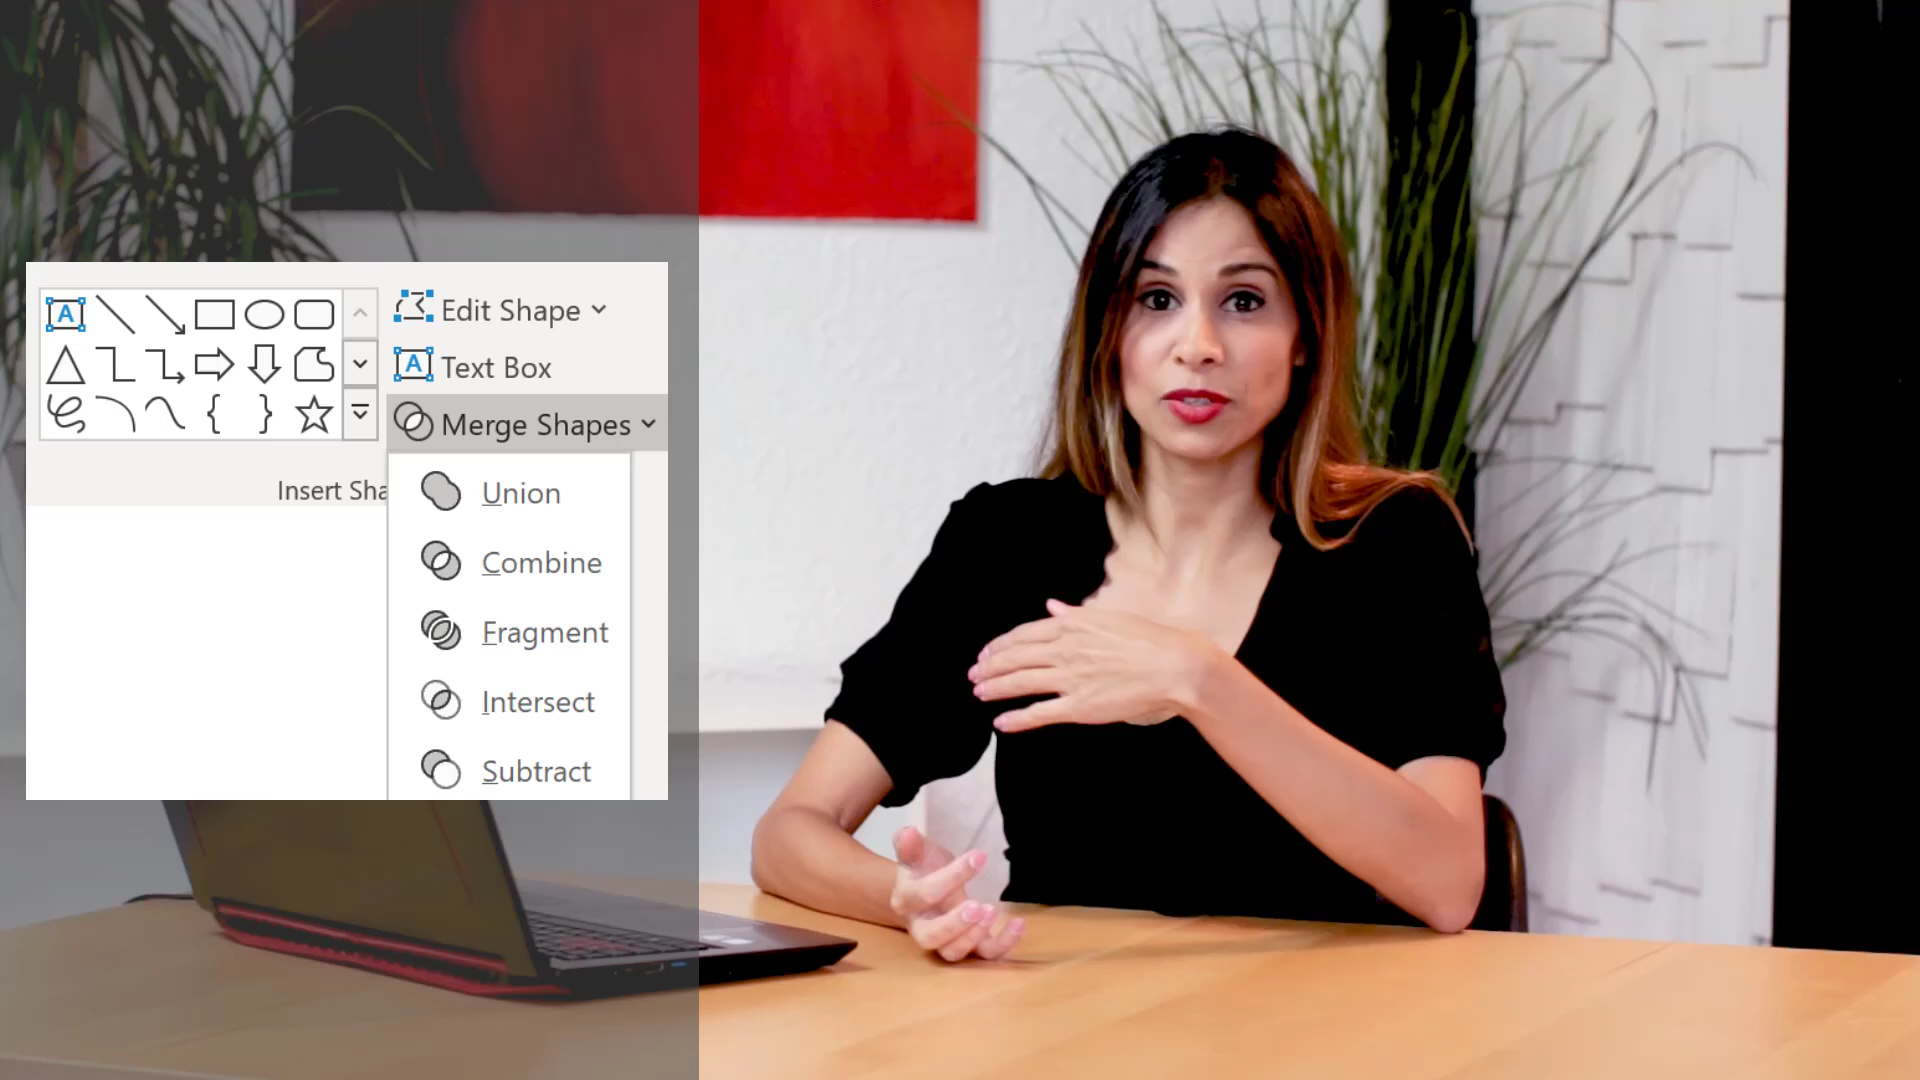 Edit Shape
Text Box
Merge Shapes
Insert Sha
Union
Combine
Fragment
Intersect
Subtract